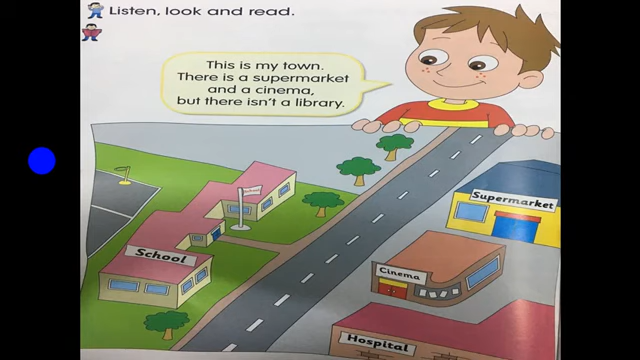 Listen, look and read.
This is my town.
There is a supermarket
and a cinema,
but there isn't a library.
Supermarket
School
Cinema
Hospital